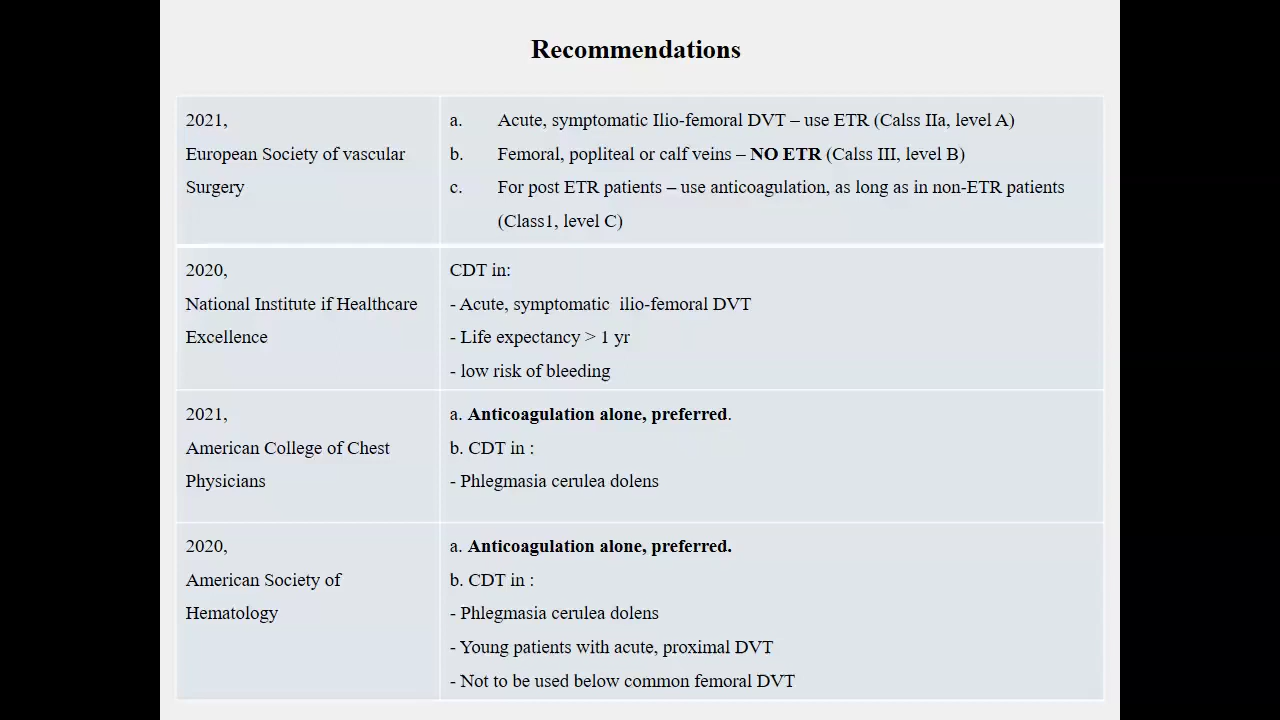 Recommendations
2021,
European Society of vascular
Surgery
a. Acute, symptomatic Ilio-femoral DVT – use ETR (Calss IIa, level A)
b. Femoral, popliteal or calf veins – NO ETR (Calss III, level B)
c. For post ETR patients – use anticoagulation, as long as in non-ETR patients
(Class1, level C)
2020,
National Institute if Healthcare
Excellence
CDT in:
- Acute, symptomatic ilio-femoral DVT
- Life expectancy > 1 yr
- low risk of bleeding
2021,
American College of Chest
Physicians
a. Anticoagulation alone, preferred.
b. CDT in :
- Phlegmasia cerulea dolens
2020,
American Society of
Hematology
a. Anticoagulation alone, preferred.
b. CDT in :
- Phlegmasia cerulea dolens
- Young patients with acute, proximal DVT
- Not to be used below common femoral DVT